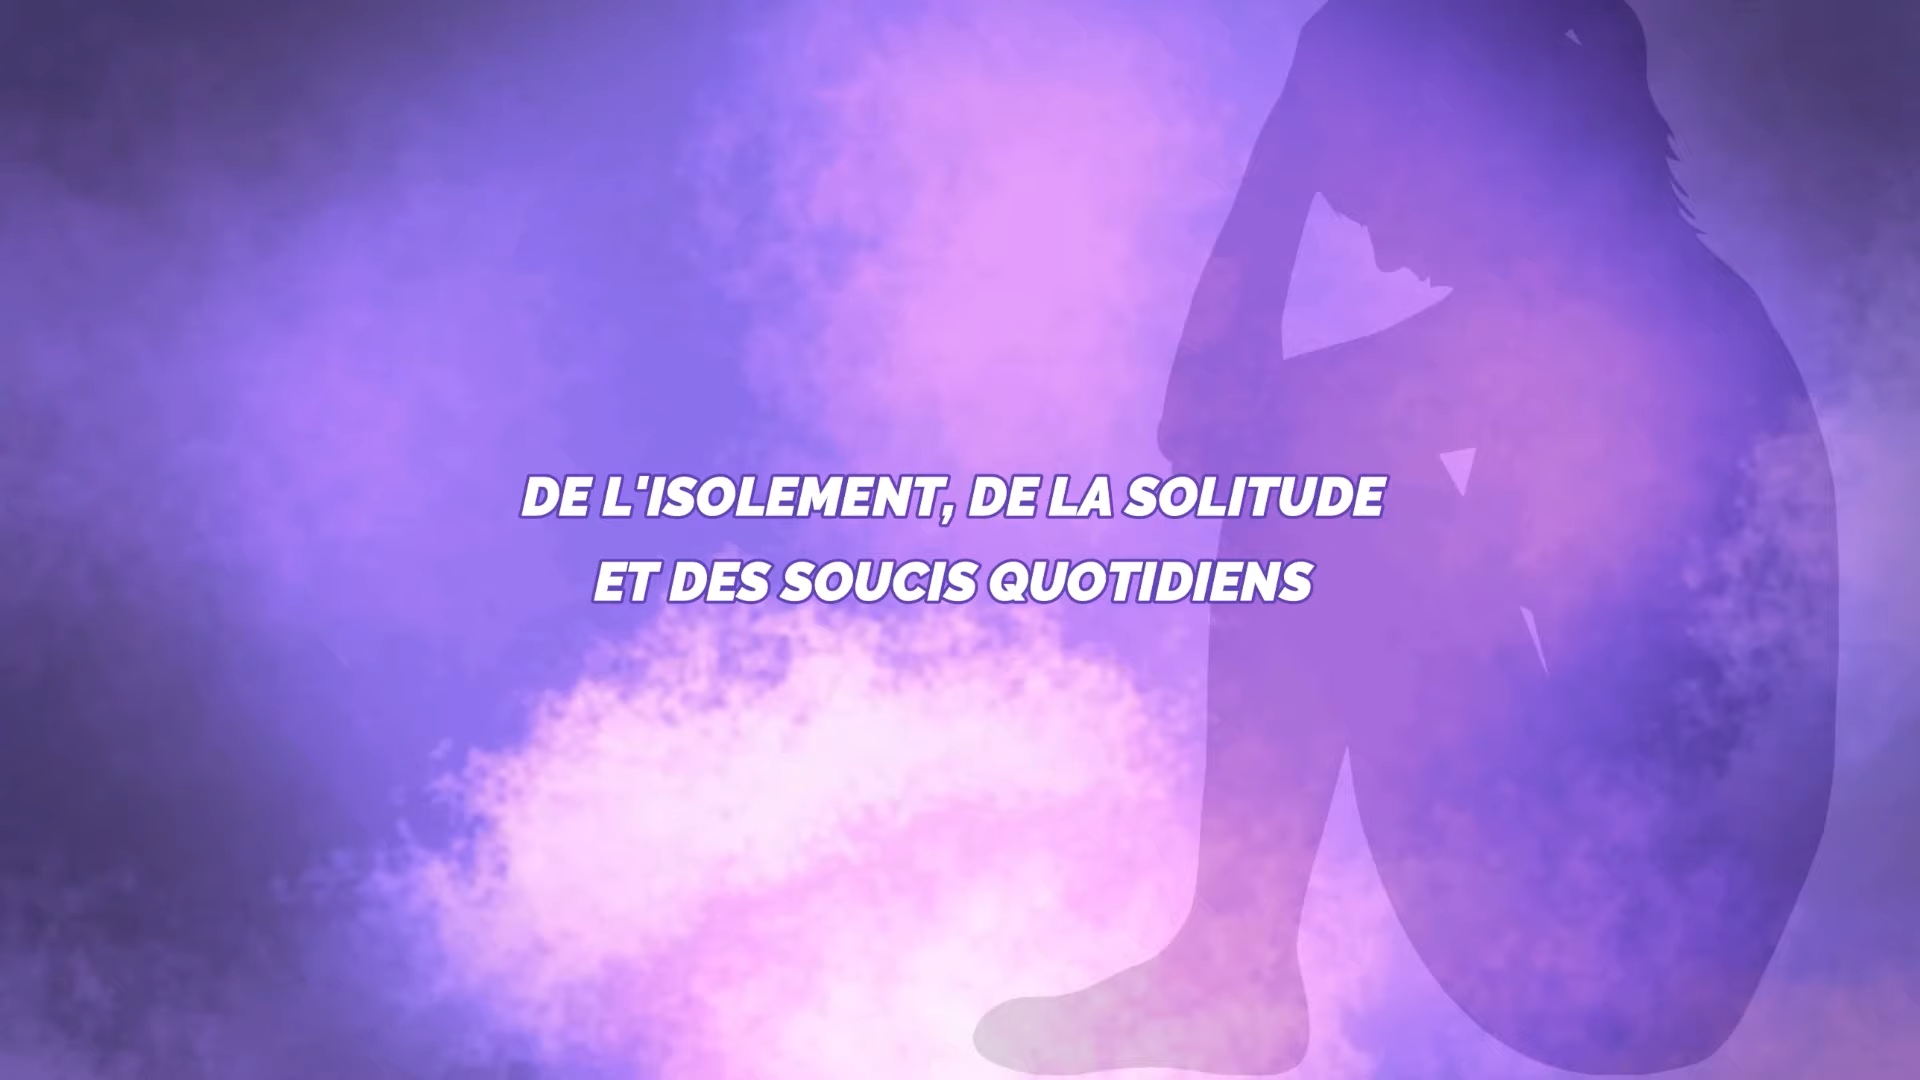 DE L'ISOLEMENT, DE LA SOLITUDE
ET DES SOUCIS QUOTIDIENS